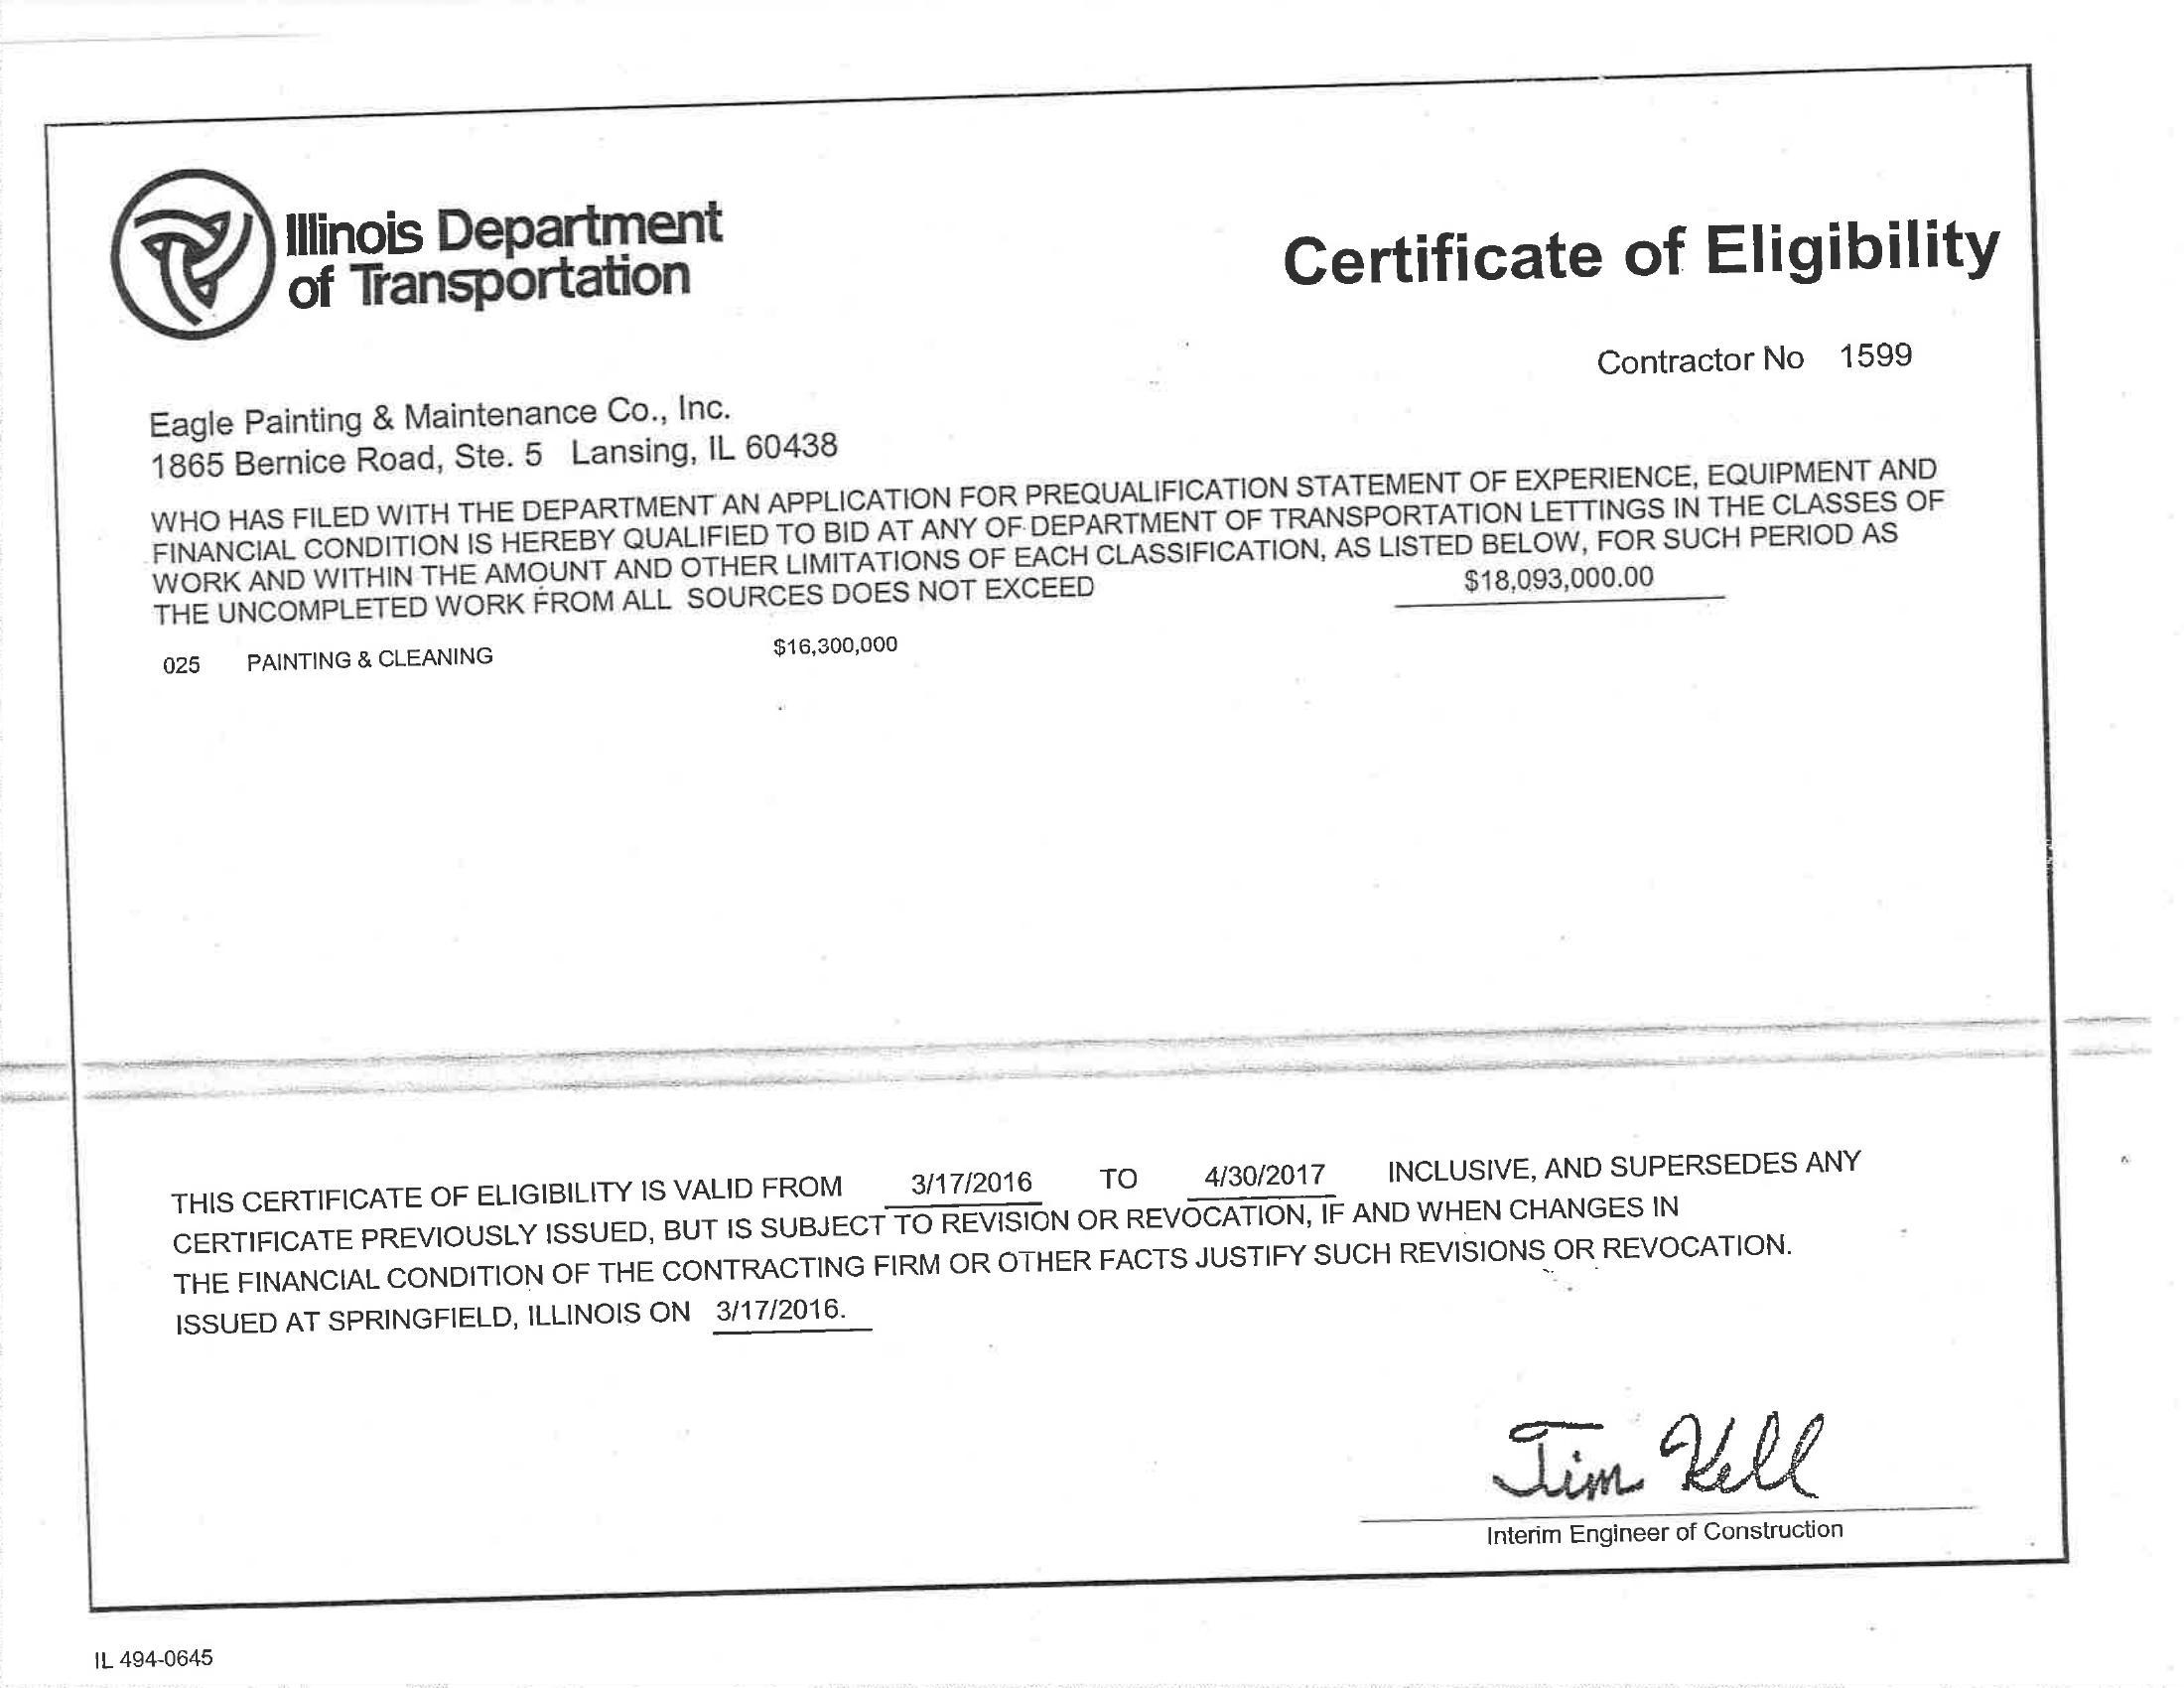 Illinois Department
of Transportation
Certificate of Eligibility
Contractor No 1599
Eagle Painting & Maintenance Co., Inc.
1865 Bernice Road, Ste. 5 Lansing, IL 60438
WHO HAS FILED WITH THE DEPARTMENT AN APPLICATION FOR PREQUALIFICATION STATEMENT OF EXPERIENCE, EQUIPMENT AND
FINANCIAL CONDITION IS HEREBY QUALIFIED TO BID AT ANY OF DEPARTMENT OF TRANSPORTATION LETTINGS IN THE CLASSES OF
WORK AND WITHIN THE AMOUNT AND OTHER LIMITATIONS OF EACH CLASSIFICATION, AS LISTED BELOW, FOR SUCH PERIOD AS
THE UNCOMPLETED WORK FROM ALL SOURCES DOES NOT EXCEED $18,093,000.00
025 PAINTING & CLEANING $16,300,000
THIS CERTIFICATE OF ELIGIBILITY IS VALID FROM 3/17/2016 TO 4/30/2017 INCLUSIVE, AND SUPERSEDES ANY
CERTIFICATE PREVIOUSLY ISSUED, BUT IS SUBJECT TO REVISION OR REVOCATION, IF AND WHEN CHANGES IN
THE FINANCIAL CONDITION OF THE CONTRACTING FIRM OR OTHER FACTS JUSTIFY SUCH REVISIONS OR REVOCATION.
ISSUED AT SPRINGFIELD, ILLINOIS ON 3/17/2016.
Jim Kell
Interim Engineer of Construction
IL 494-0645